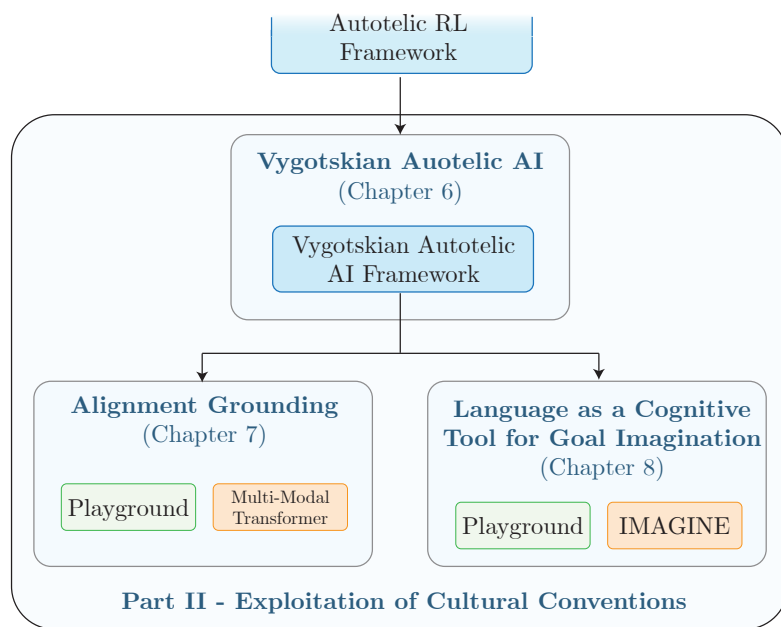 Autotelic RL
Framework
Vygotskian Auotelic AI
(Chapter 6)
Vygotskian Autotelic
AI Framework
Alignment Grounding
(Chapter 7)
Playground
Multi-Modal
Transformer
Language as a Cognitive
Tool for Goal Imagination
(Chapter 8)
Playground
IMAGINE
Part II - Exploitation of Cultural Conventions